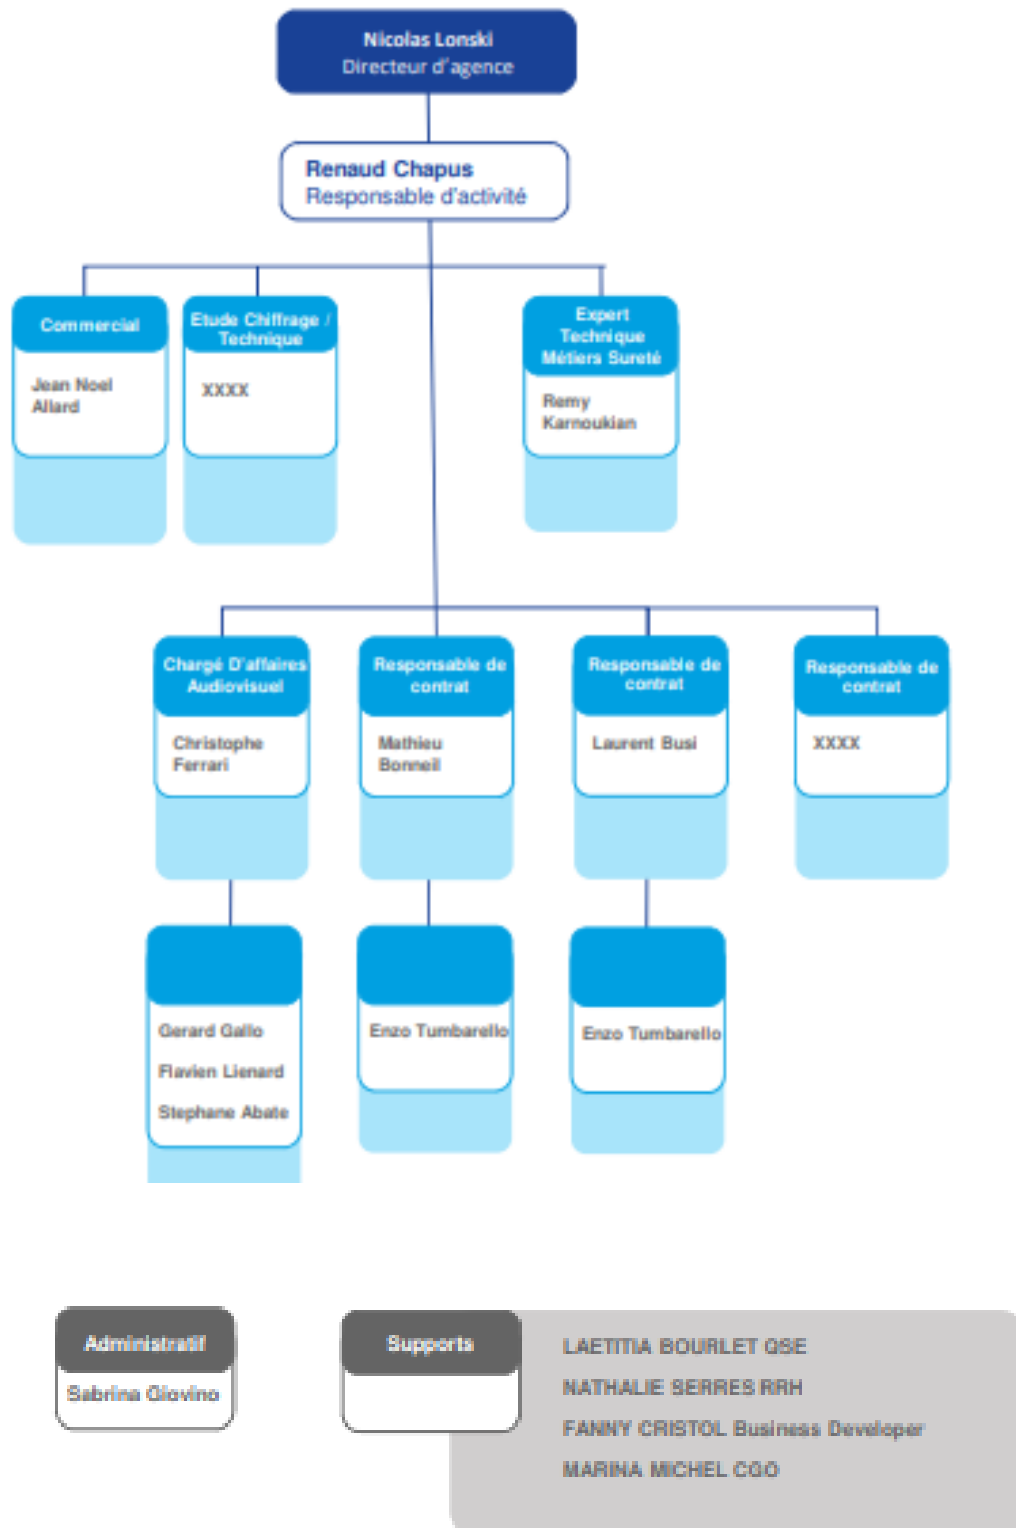 Nicolas Lonski
Directeur d'agence
Renaud Chapus
Responsable d'activité
Commercial
Jean Noel
Allard
Etude Chiffrage /
Technique
XXXX
Expert
Technique
Métiers Sureté
Remy
Karnoukian
Chargé D'affaires
Audiovisuel
Christophe
Ferrari
Responsable de
contrat
Mathieu
Bonneil
Responsable de
contrat
Laurent Busi
Responsable de
contrat
XXXX
Gerard Gallo
Flavien Lienard
Stephane Abate
Enzo Tumbarello
Enzo Tumbarello
Administratif
Sabrina Giovino
Supports
LAETITIA BOURLET QSE
NATHALIE SERRES RRH
FANNY CRISTOL Business Developer
MARINA MICHEL CGO